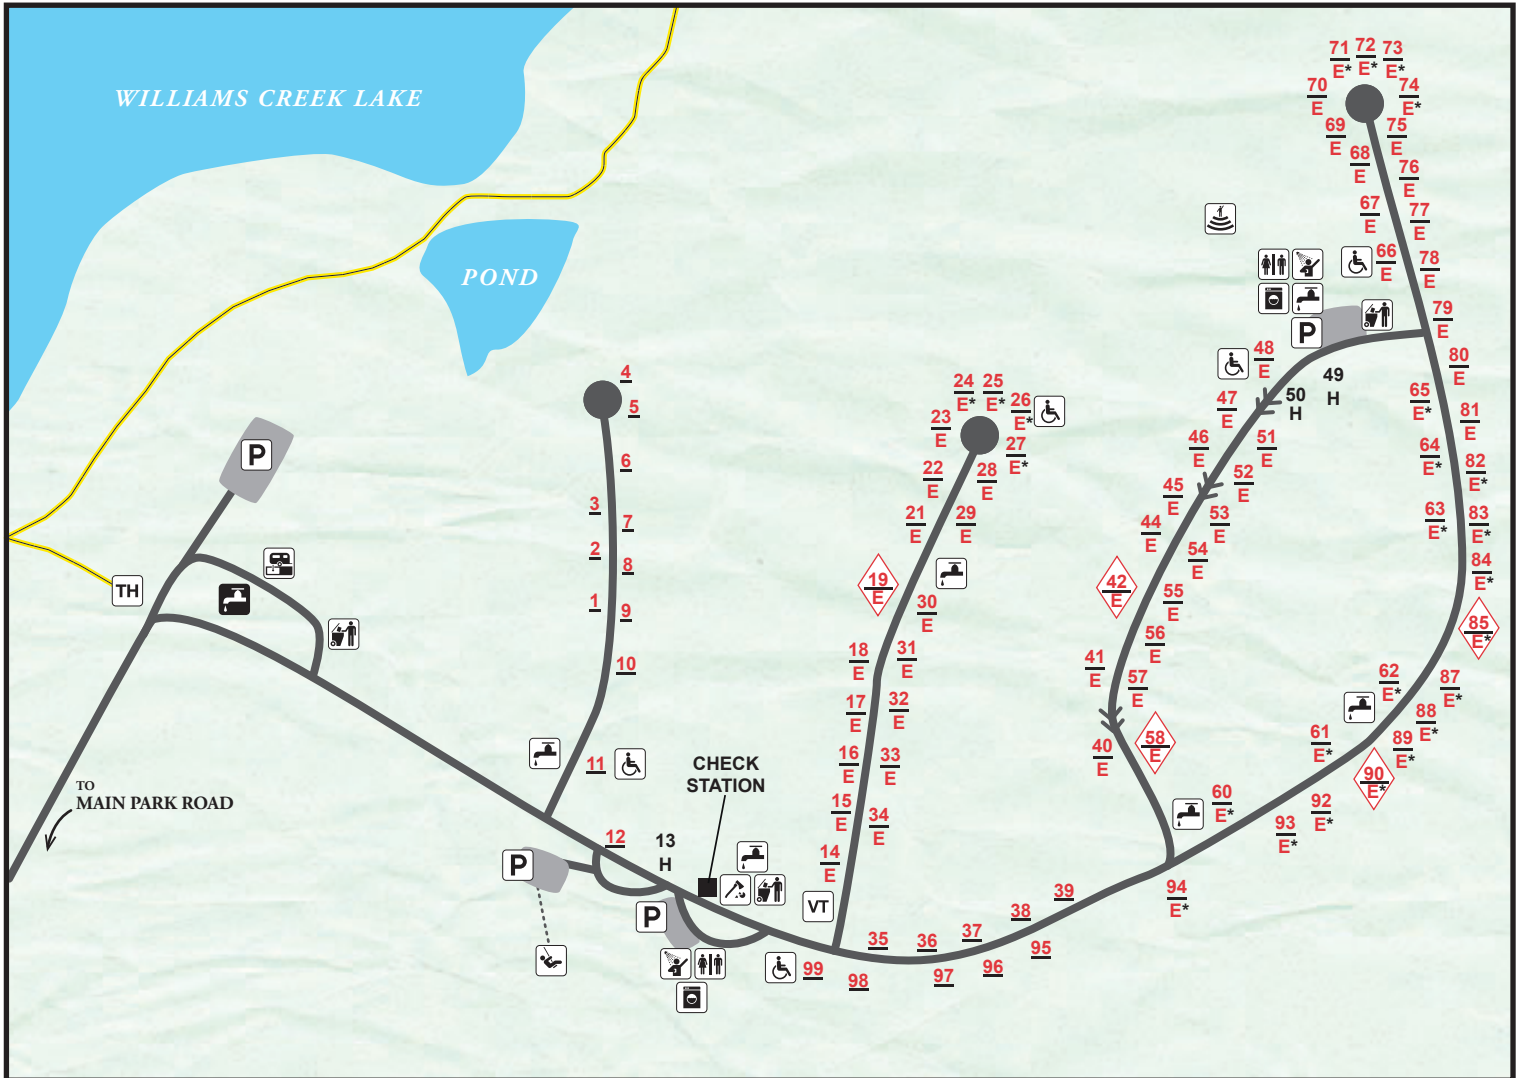 WILLIAMS CREEK LAKE
POND
TH
P
TO
MAIN PARK ROAD
4
5
6
3
7
2
8
1
9
10
11
12
13
H
P
P
CHECK
STATION
VT
24
E*
25
E*
26
E*
23
E
27
E*
22
E
28
E
21
E
29
E
19
E
30
E
18
E
31
E
17
E
32
E
16
E
33
E
15
E
34
E
14
E
35
36
37
38
39
99
98
97
96
95
94
E*
71
E*
72
E*
73
E*
70
E
74
E*
69
E
75
E
68
E
76
E
67
E
77
E
66
E
78
E
79
E
P
48
E
49
H
50
H
47
E
46
E
51
E
45
E
52
E
44
E
53
E
54
E
42
E
55
E
56
E
41
E
57
E
40
E
58
E
80
E
65
E*
81
E
64
E*
82
E*
63
E*
83
E*
84
E*
85
E*
62
E*
87
E*
88
E*
61
E*
89
E*
90
E*
60
E*
92
E*
93
E*